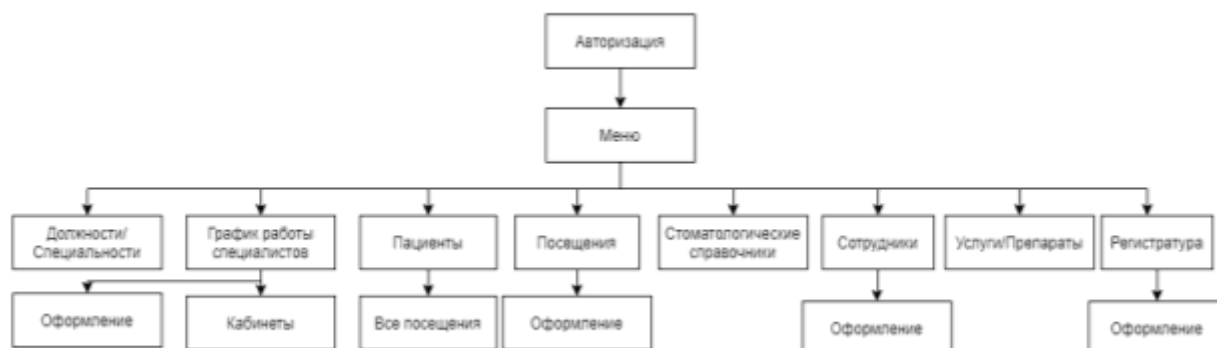 Авторизация
Меню
Должности/
Специальности
График работы
специалистов
Пациенты
Посещения
Стоматологические
справочники
Сотрудники
Услуги/Препараты
Регистратура
Оформление
Кабинеты
Все посещения
Оформление
Оформление
Оформление